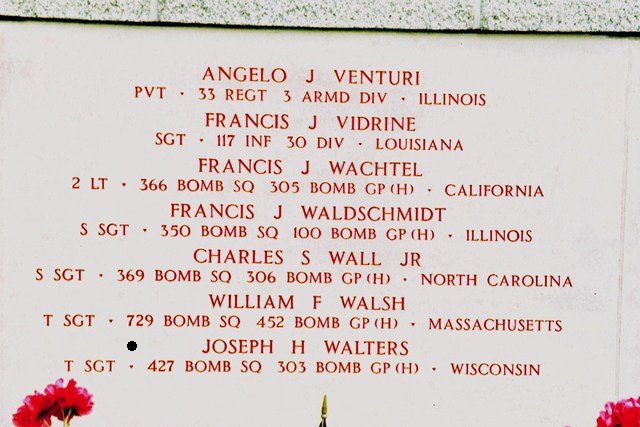 ANGELO J VENTURI
PVT · 33 REGT 3 ARMD DIV · ILLINOIS
FRANCIS J VIDRINE
SGT · 117 INF 30 DIV · LOUISIANA
FRANCIS J WACHTEL
2 LT · 366 BOMB SQ 305 BOMB GP (H) · CALIFORNIA
FRANCIS J WALDSCHMIDT
S SGT · 350 BOMB SQ 100 BOMB GP (H) · ILLINOIS
CHARLES S WALL JR
S SGT · 369 BOMB SQ 306 BOMB GP (H) · NORTH CAROLINA
WILLIAM F WALSH
T SGT · 729 BOMB SQ 452 BOMB GP (H) · MASSACHUSETTS
JOSEPH H WALTERS
T SGT · 427 BOMB SQ 303 BOMB GP (H) · WISCONSIN